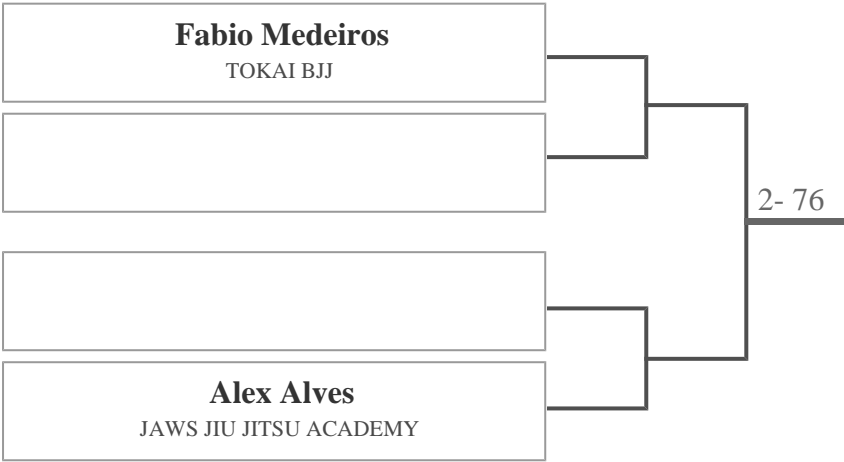 Fabio Medeiros
TOKAI BJJ
2- 76
Alex Alves
JAWS JIU JITSU ACADEMY